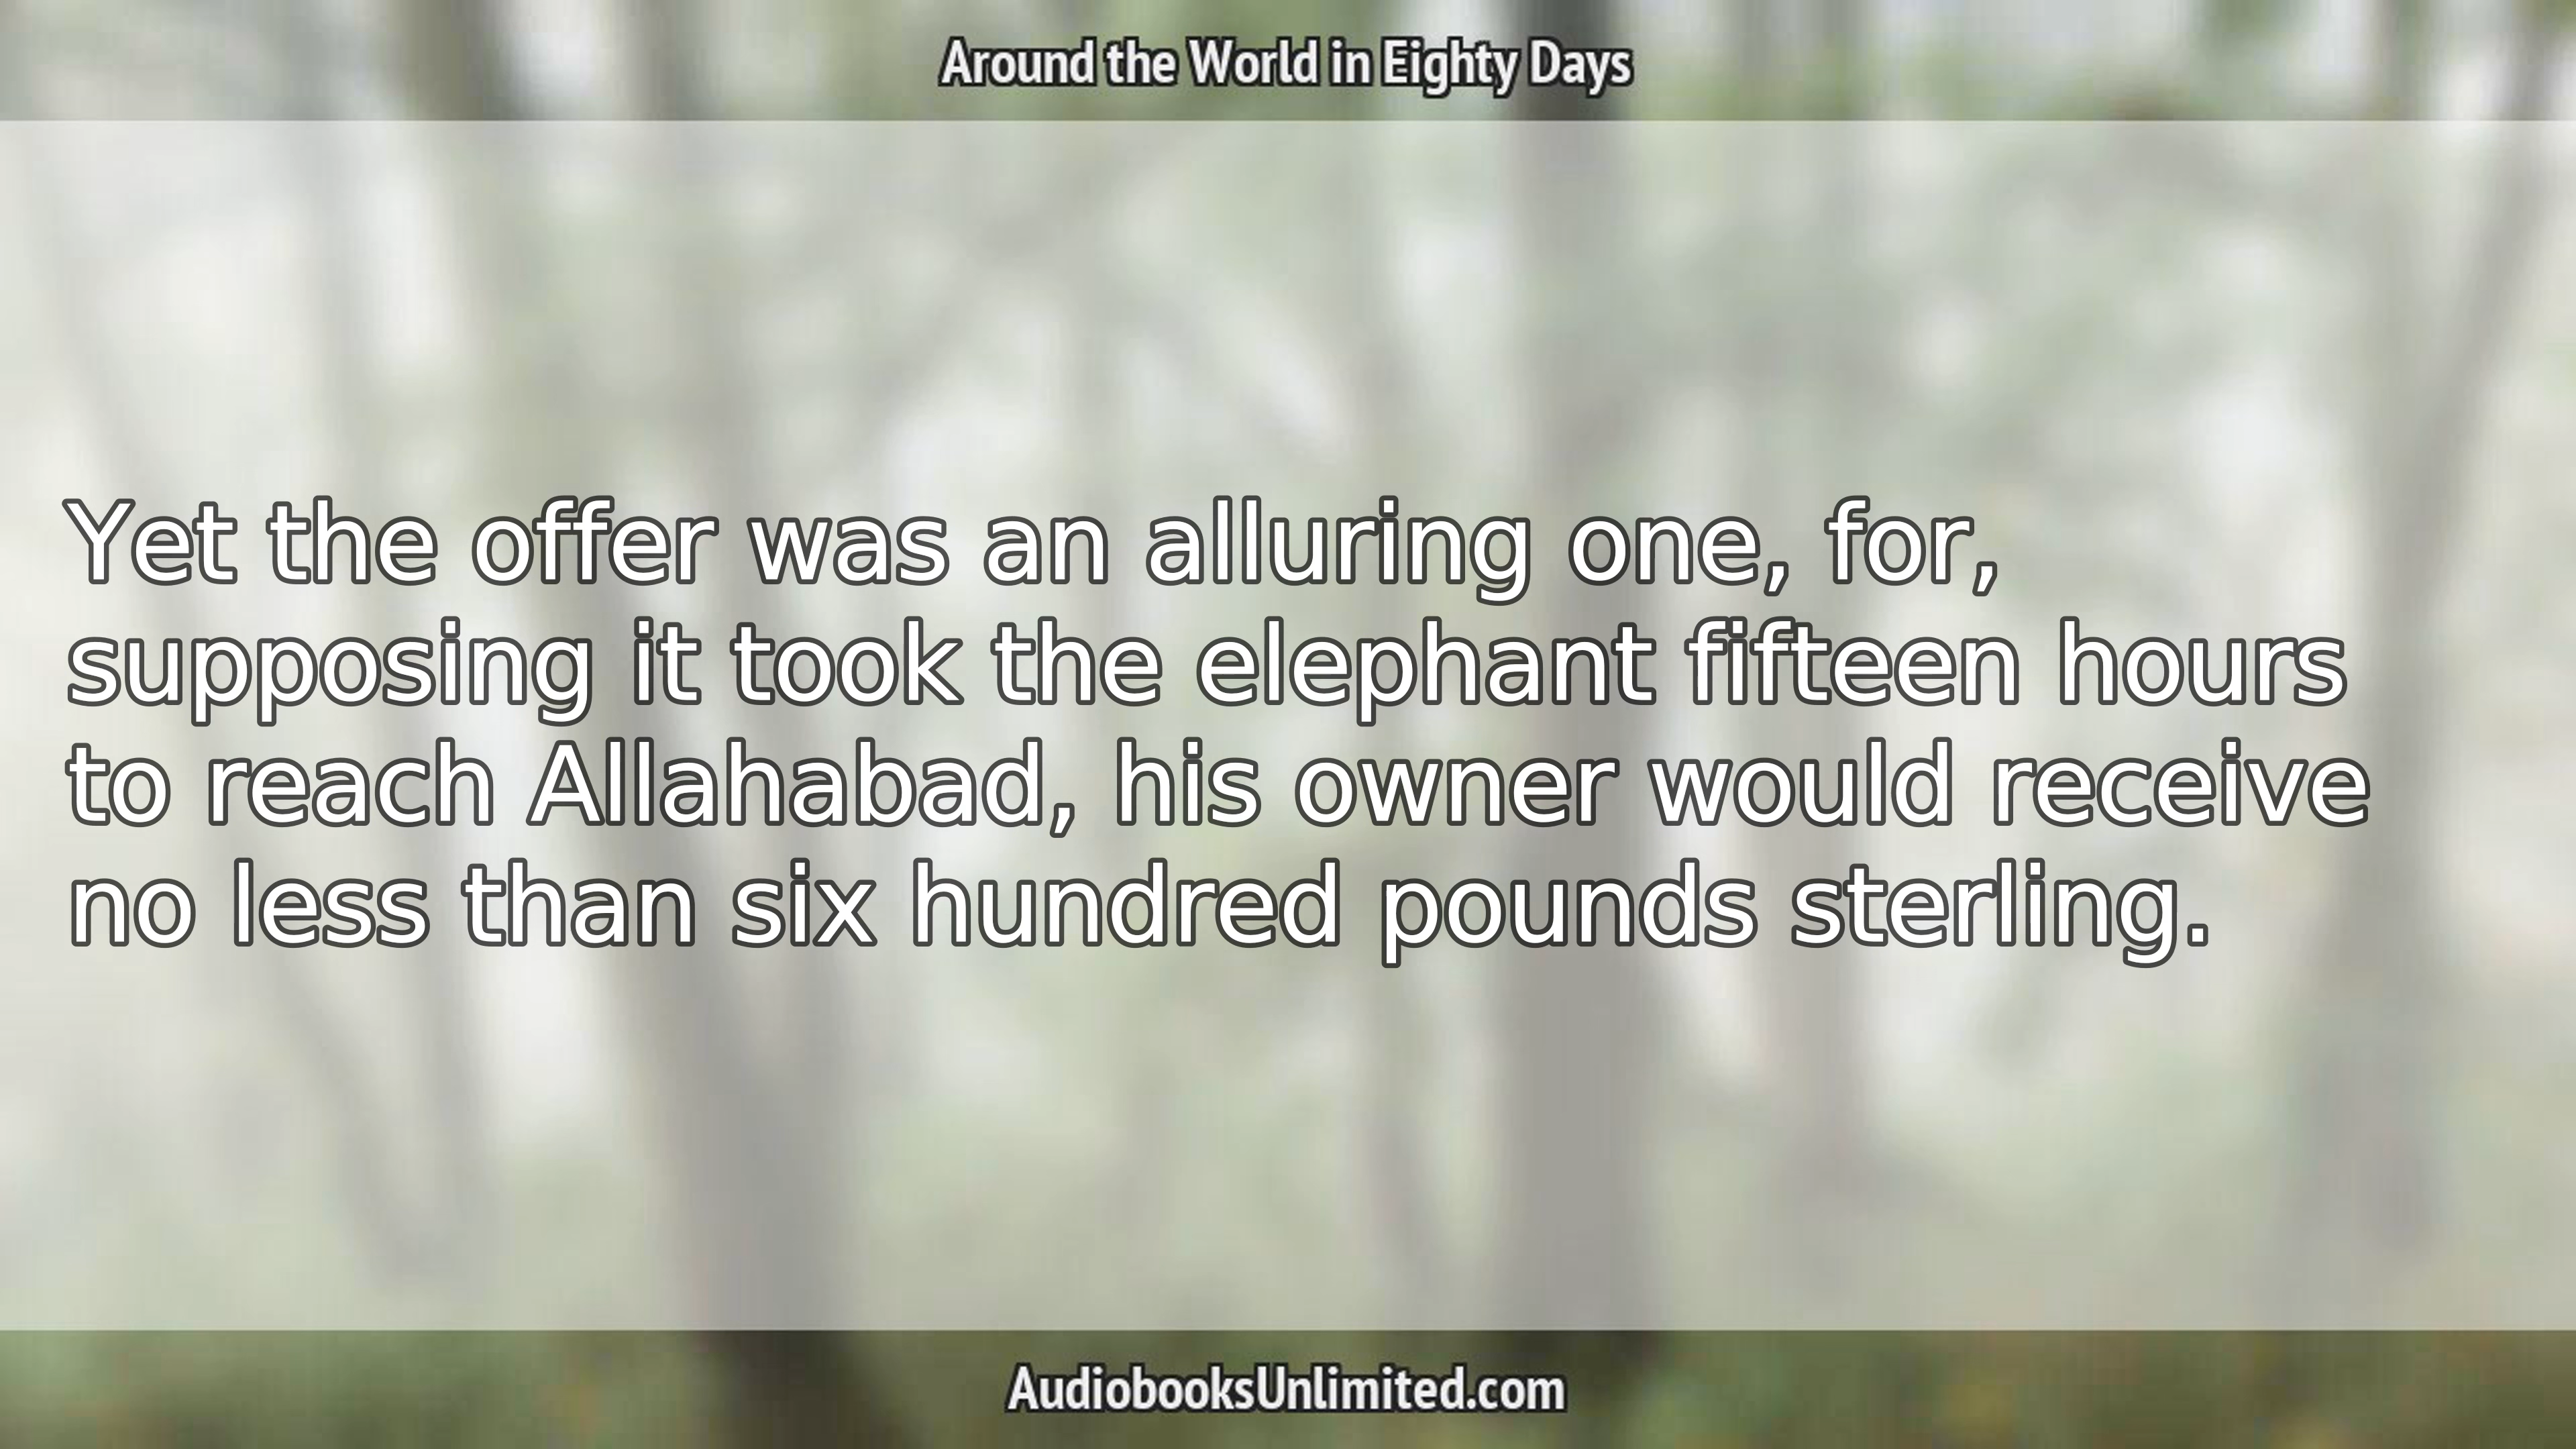 Around the World in Eighty Days
Yet the offer was an alluring one, for,
supposing it took the elephant fifteen hours
to reach Allahabad, his owner would receive
no less than six hundred pounds sterling.
AudiobooksUnlimited.com